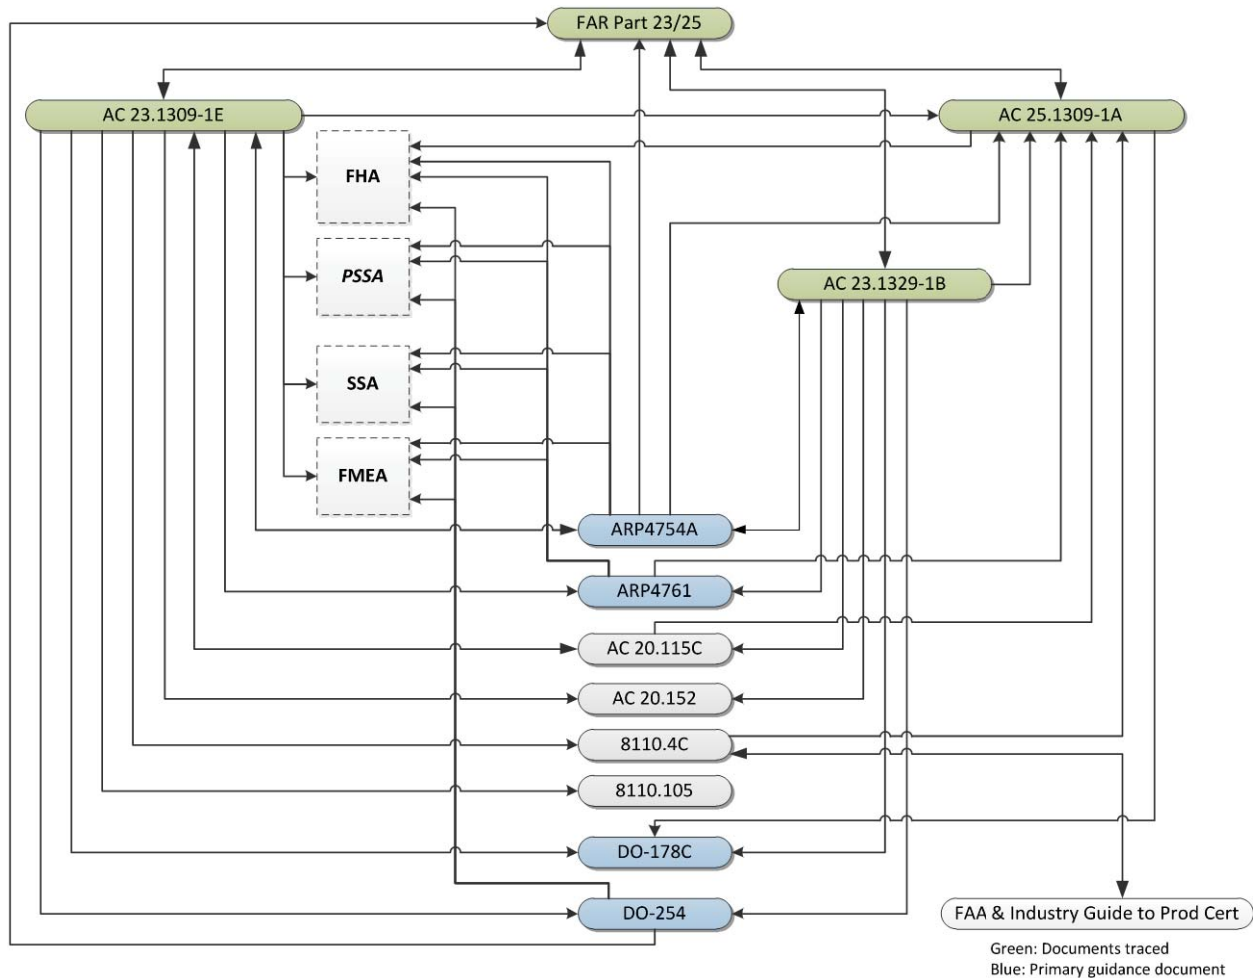 FAR Part 23/25
AC 23.1309-1E
AC 25.1309-1A
FHA
PSSA
AC 23.1329-1B
SSA
FMEA
ARP4754A
ARP4761
AC 20.115C
AC 20.152
8110.4C
8110.105
DO-178C
DO-254
FAA & Industry Guide to Prod Cert
Green: Documents traced
Blue: Primary guidance document